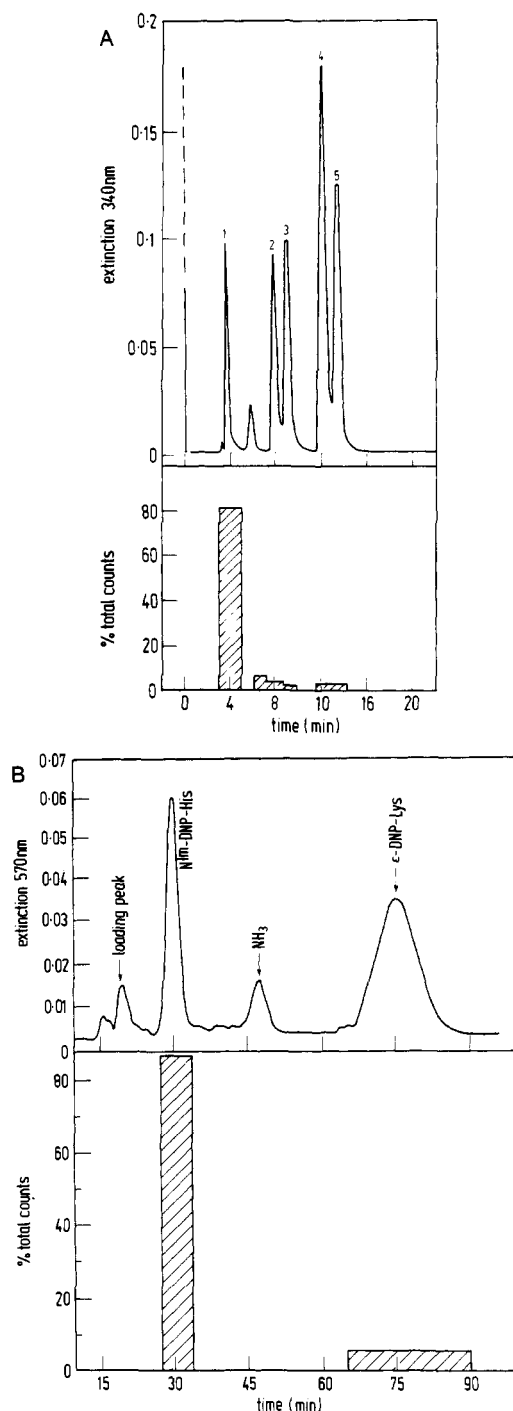 A
0·2
4
0·15
5
extinction 340nm
1
2
3
0·1
0·05
0
80
60
40
20
0
% total counts
0 4 8 10 16 20
time (min)
B
0·07
0·06
0·05
0·04
0·03
0·02
0·01
0
extinction 570nm
loading peak
NIm-DNP-His
NH3
ε-DNP-Lys
80
60
40
20
0
% total counts
15 30 45 60 75 90
time (min)